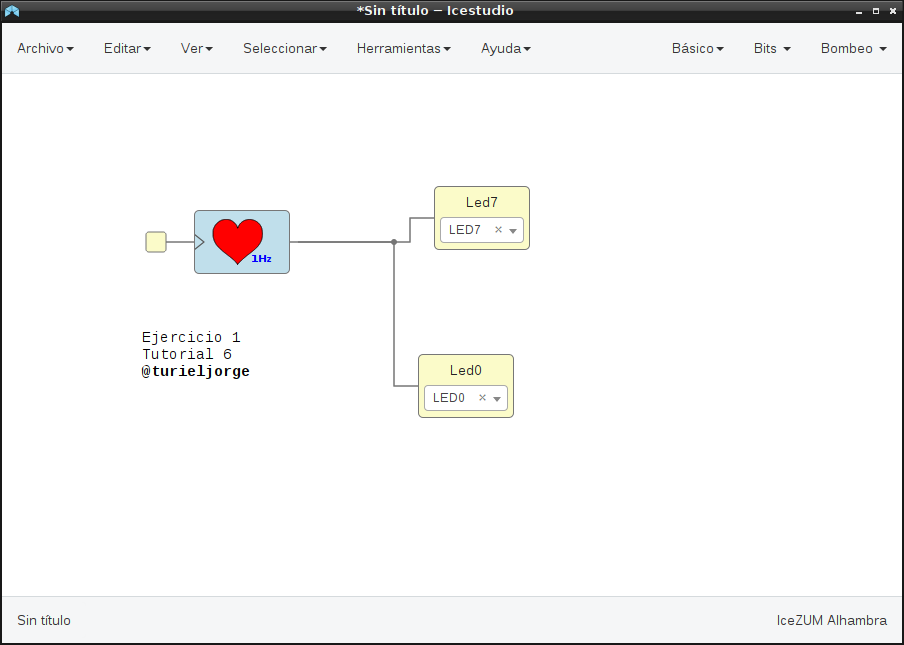 *Sin título – Icestudio
Archivo Editar Ver Seleccionar Herramientas Ayuda Básico Bits Bombeo
Led7
LED7
1Hz
Ejercicio 1
Tutorial 6
@turieljorge
Led0
LED0
Sin título IceZUM Alhambra